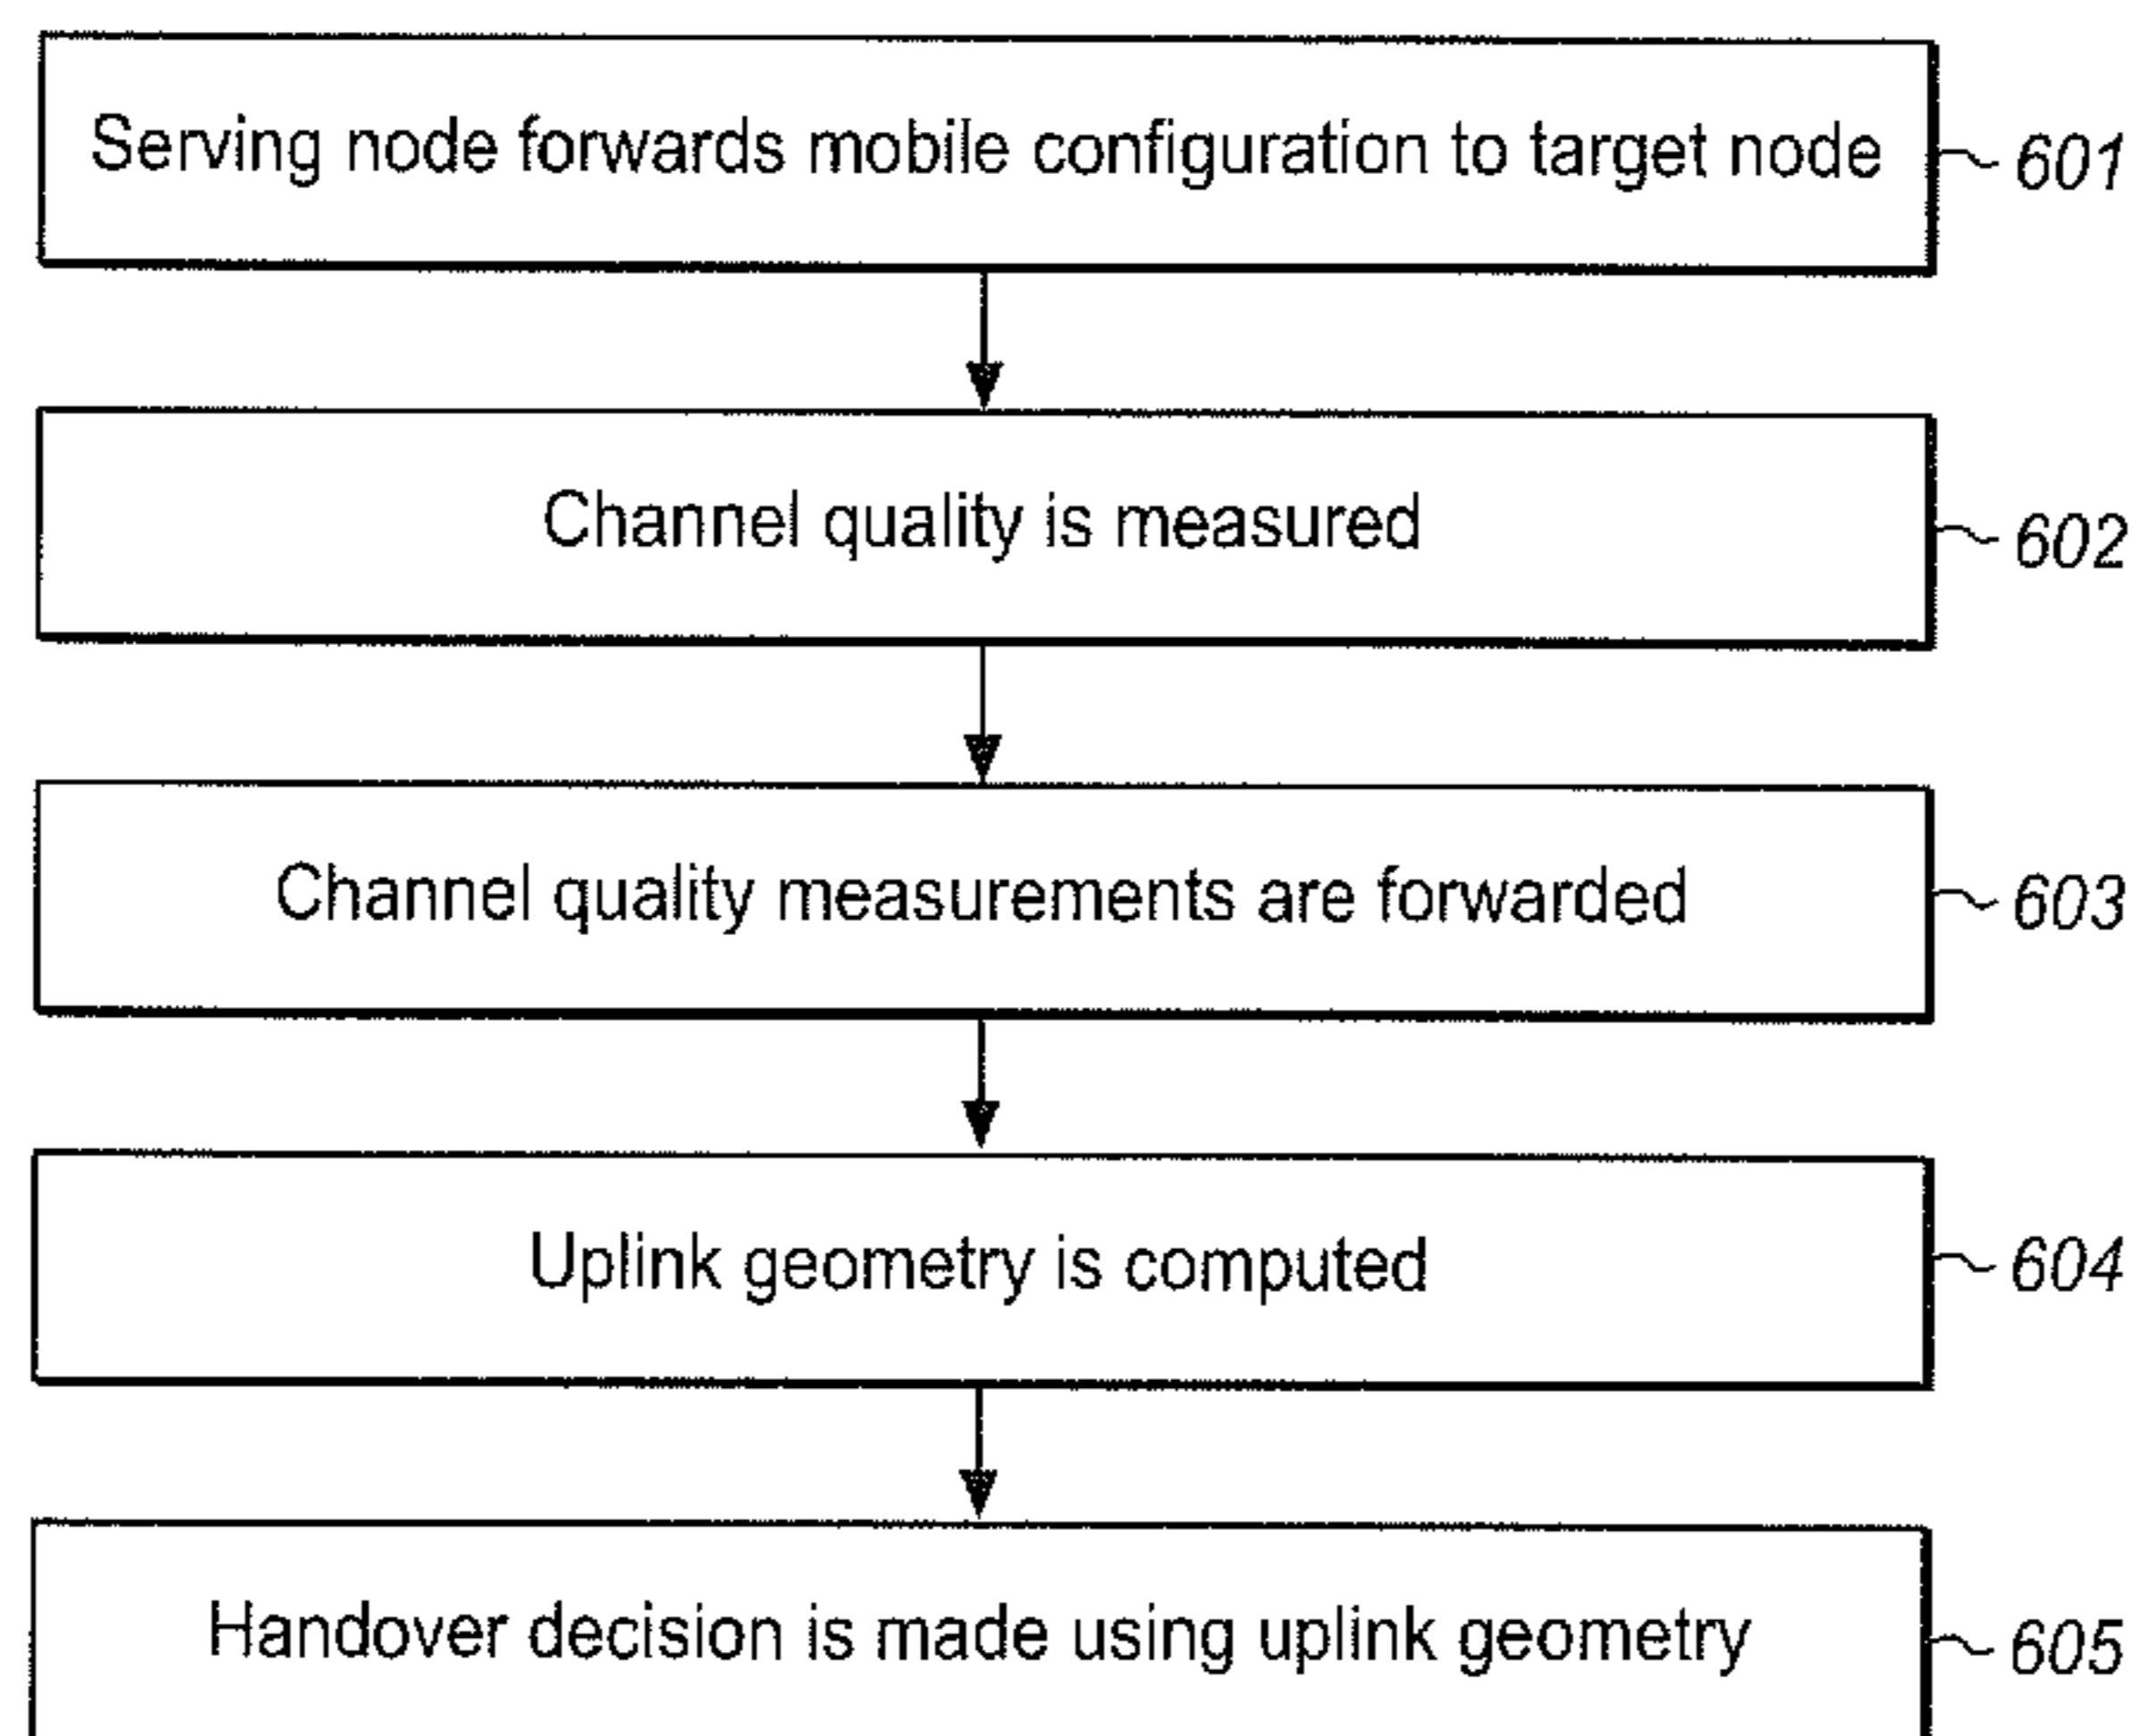 Serving node forwards mobile configuration to target node 601
Channel quality is measured 602
Channel quality measurements are forwarded 603
Uplink geometry is computed 604
Handover decision is made using uplink geometry 605